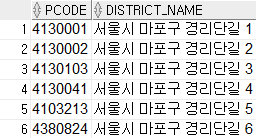 PCODE DISTRICT_NAME
1 4130001 서울시 마포구 경리단길 1
2 4130002 서울시 마포구 경리단길 2
3 4130103 서울시 마포구 경리단길 3
4 4130041 서울시 마포구 경리단길 4
5 4103213 서울시 마포구 경리단길 5
6 4380824 서울시 마포구 경리단길 6